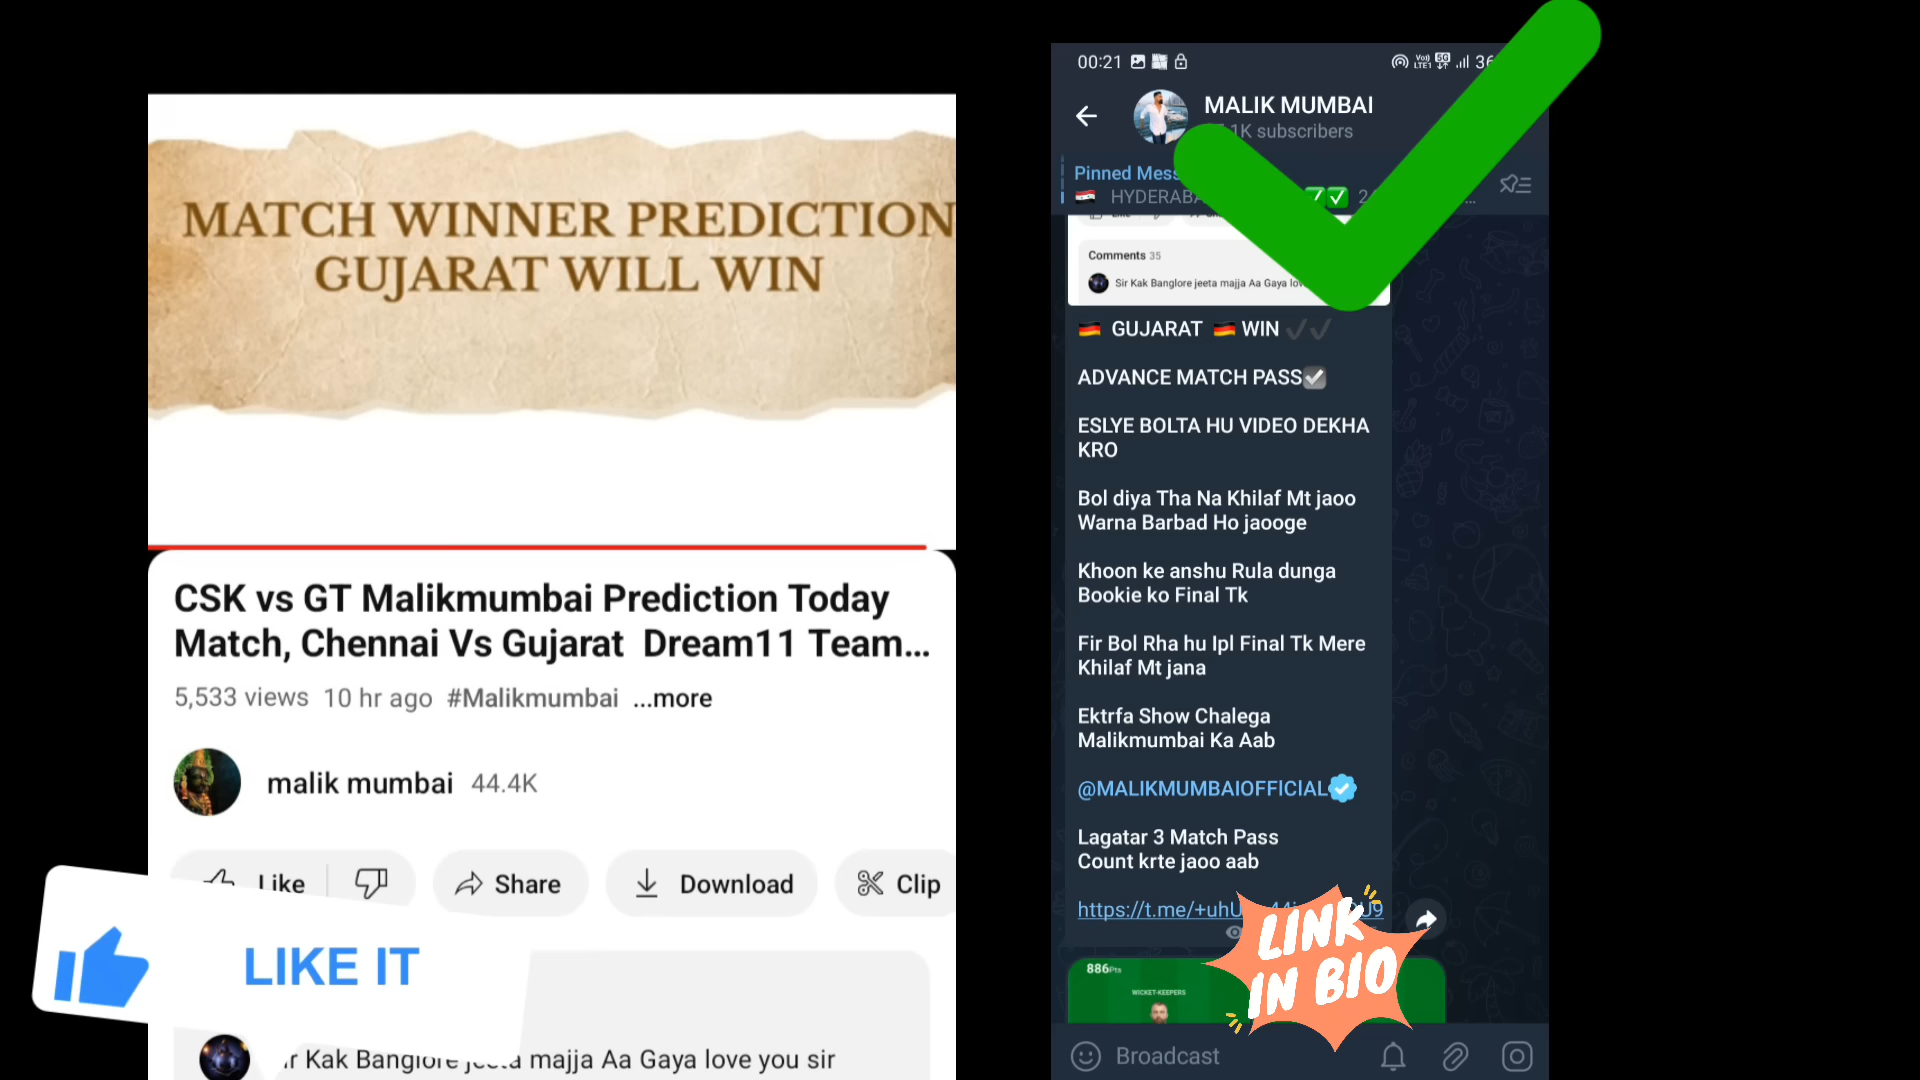 MATCH WINNER PREDICTION
GUJARAT WILL WIN
CSK vs GT Malikmumbai Prediction Today
Match, Chennai Vs Gujarat Dream11 Team...
5,533 views 10 hr ago #Malikmumbai ...more
malik mumbai 44.4K
Like Share Download Clip
LIKE IT
Kak Banglore majja Aa Gaya love you sir
00:21
MALIK MUMBAI
subscribers
Pinned
Comments 35
Sir Kak Banglore jeeta majja Aa Gaya
GUJARAT WIN
ADVANCE MATCH PASS
ESLYE BOLTA HU VIDEO DEKHA
KRO
Bol diya Tha Na Khilaf Mt jaoo
Warna Barbad Ho jaooge
Khoon ke anshu Rula dunga
Bookie ko Final Tk
Fir Bol Rha hu Ipl Final Tk Mere
Khilaf Mt jana
Ektrfa Show Chalega
Malikmumbai Ka Aab
@MALIKMUMBAIOFFICIAL
Lagatar 3 Match Pass
Count krte jaoo aab
LINK
IN BIO
886Pts
WICKET-KEEPERS
Broadcast